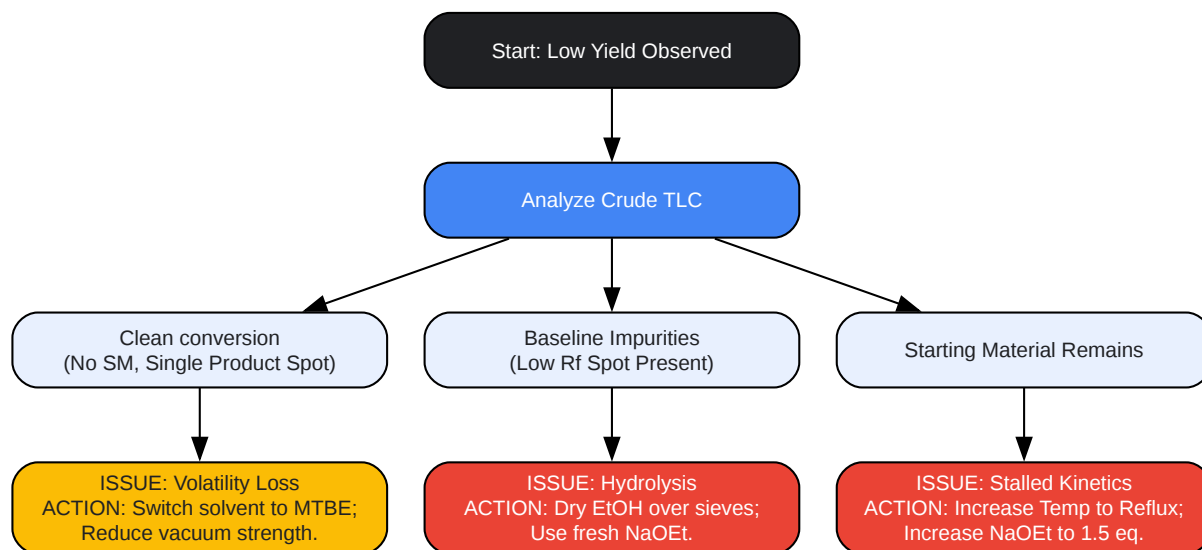 Start: Low Yield Observed
Analyze Crude TLC
Clean conversion
(No SM, Single Product Spot)
Baseline Impurities
(Low Rf Spot Present)
Starting Material Remains
ISSUE: Volatility Loss
ACTION: Switch solvent to MTBE;
Reduce vacuum strength.
ISSUE: Hydrolysis
ACTION: Dry EtOH over sieves;
Use fresh NaOEt.
ISSUE: Stalled Kinetics
ACTION: Increase Temp to Reflux;
Increase NaOEt to 1.5 eq.